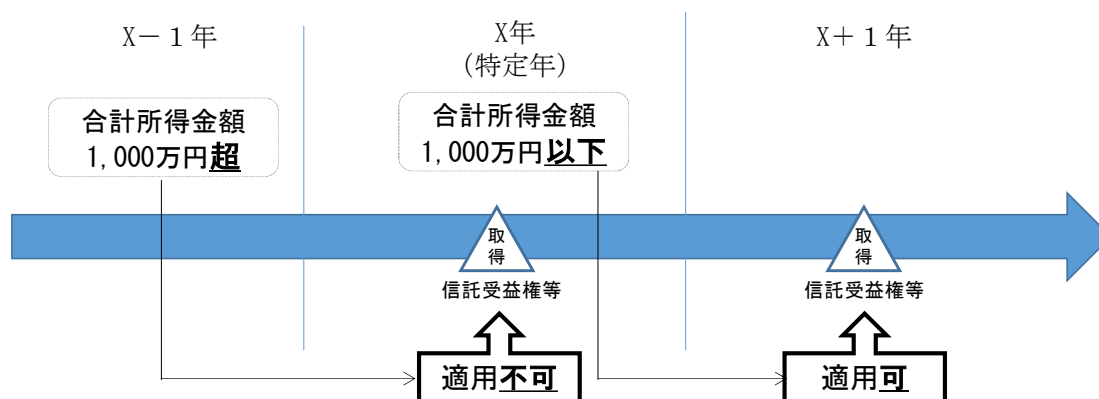 X－１年
X年
(特定年)
X＋１年
合計所得金額
1,000万円超
合計所得金額
1,000万円以下
取
得
信託受益権等
取
得
信託受益権等
適用不可
適用可